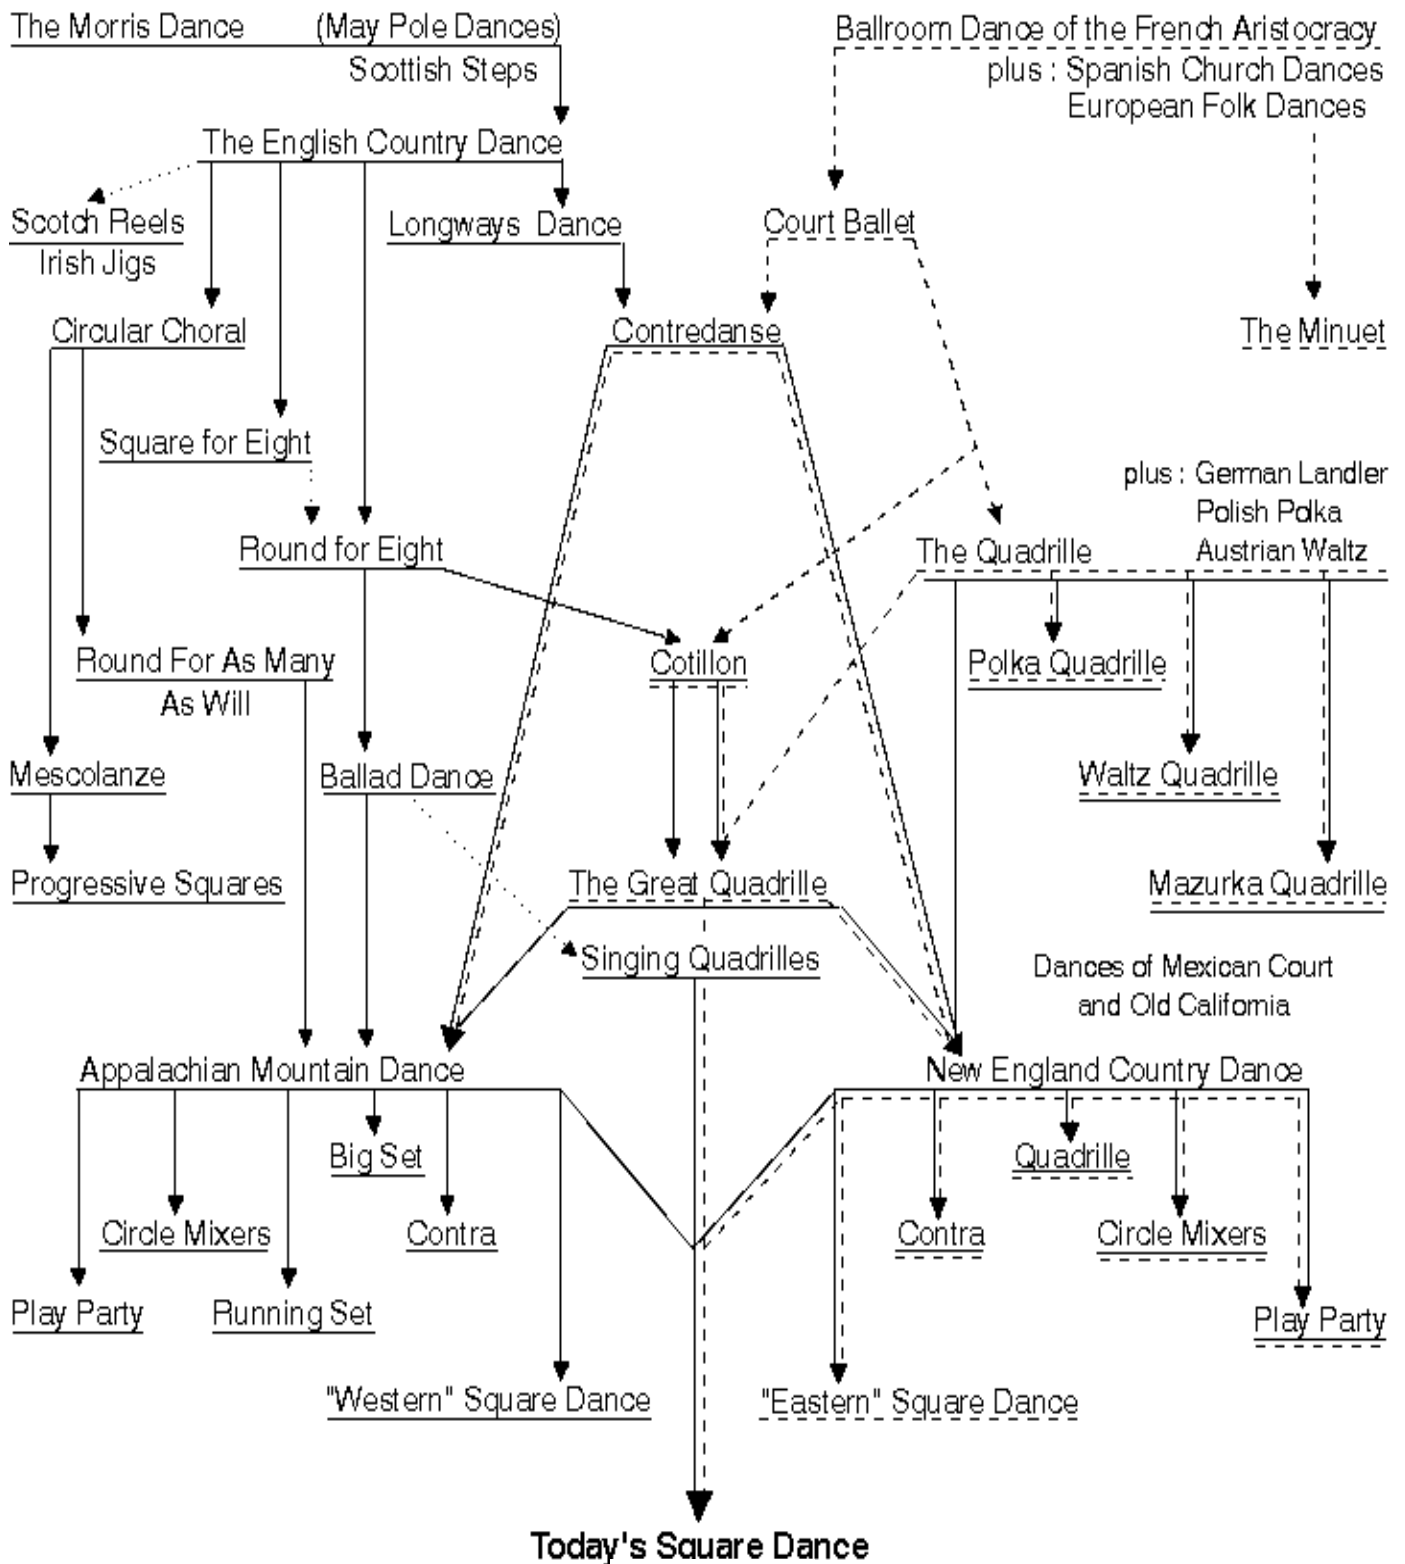 The Morris Dance (May Pole Dances)
Scottish Steps
Ballroom Dance of the French Aristocracy
plus : Spanish Church Dances
European Folk Dances
The English Country Dance
Scotch Reels
Irish Jigs
Longways Dance
Court Ballet
Circular Choral
Contredanse
The Minuet
Square for Eight
plus : German Landler
Polish Polka
Austrian Waltz
Round for Eight
The Quadrille
Round For As Many
As Will
Cotillon
Polka Quadrille
Mescolanze
Ballad Dance
Waltz Quadrille
Progressive Squares
The Great Quadrille
Mazurka Quadrille
Singing Quadrilles
Dances of Mexican Court
and Old California
Appalachian Mountain Dance
New England Country Dance
Big Set
Quadrille
Circle Mixers
Contra
Contra
Circle Mixers
Play Party
Running Set
Play Party
"Western" Square Dance
"Eastern" Square Dance
Today's Square Dance